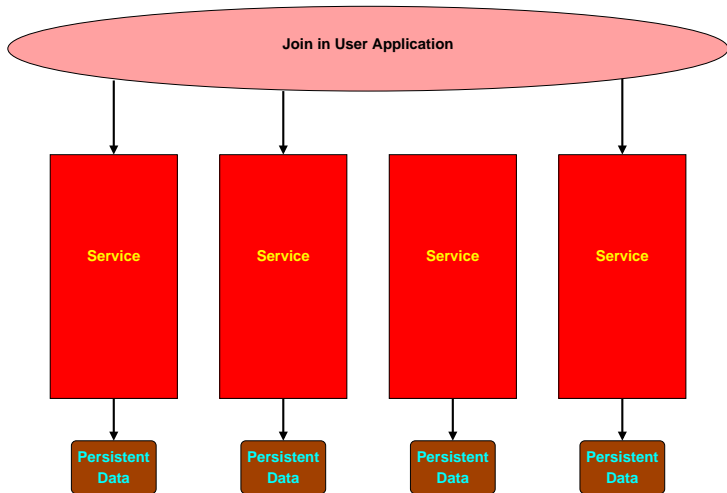 Join in User Application
Service
Service
Service
Service
Persistent
Data
Persistent
Data
Persistent
Data
Persistent
Data